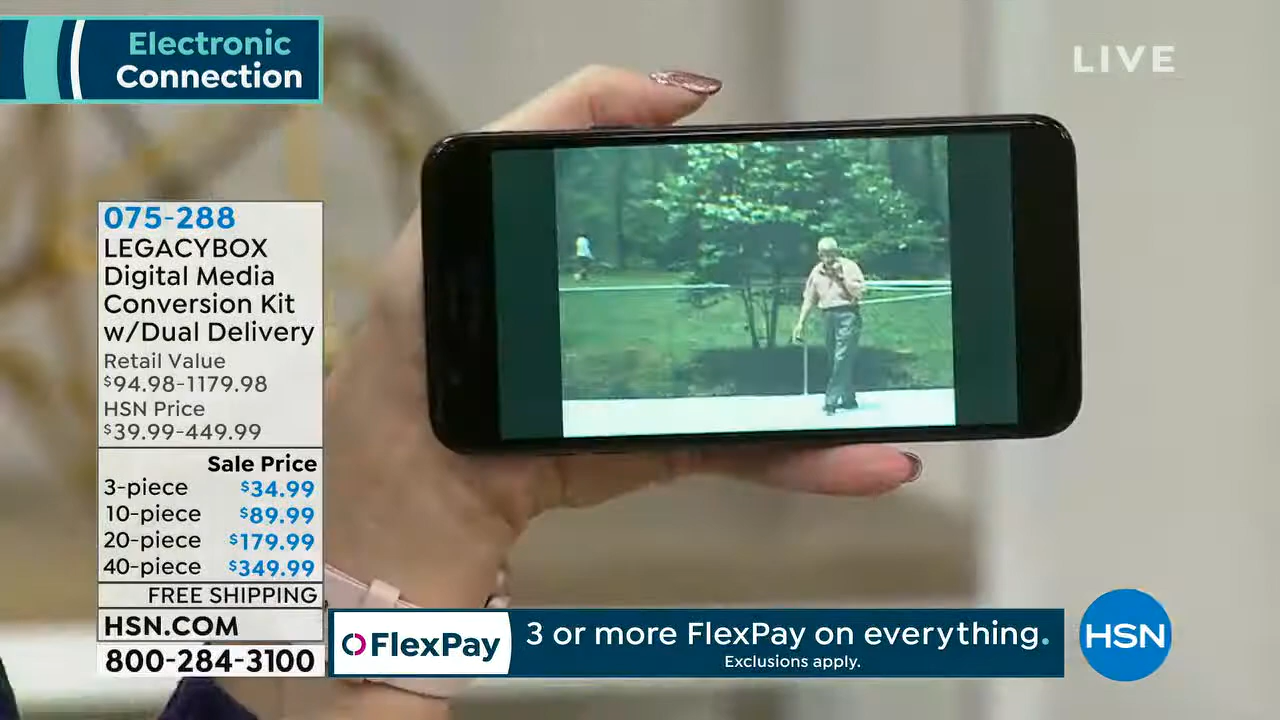 Electronic
Connection
LIVE
075-288
LEGACYBOX
Digital Media
Conversion Kit
w/Dual Delivery
Retail Value
$94.98-1179.98
HSN Price
$39.99-449.99
Sale Price
3-piece $34.99
10-piece $89.99
20-piece $179.99
40-piece $349.99
FREE SHIPPING
HSN.COM
800-284-3100
FlexPay
3 or more FlexPay on everything.
Exclusions apply.
HSN